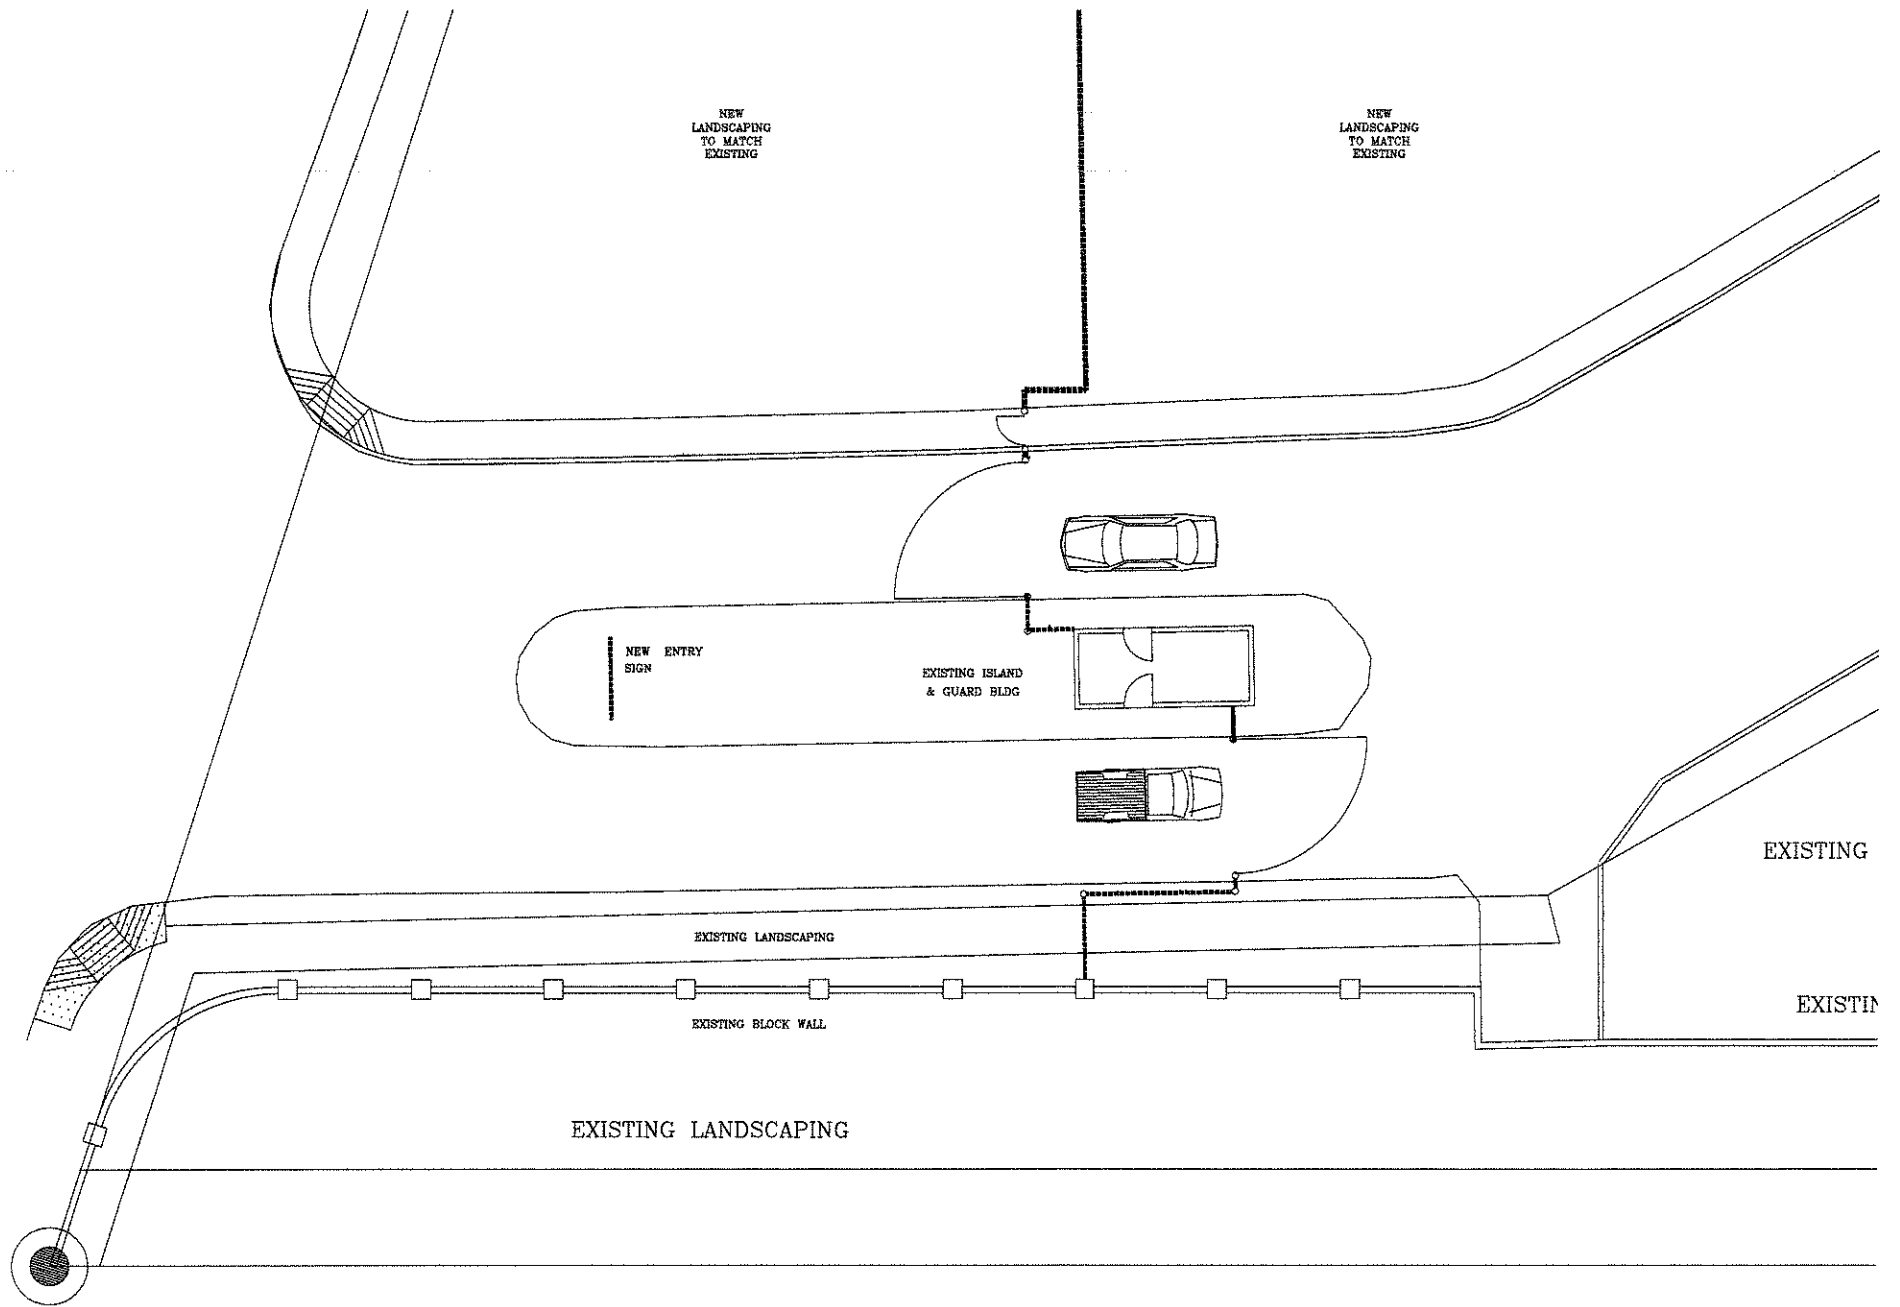 NEW
LANDSCAPING
TO MATCH
EXISTING
NEW
LANDSCAPING
TO MATCH
EXISTING
NEW ENTRY
SIGN
EXISTING ISLAND
& GUARD BLDG
EXISTING
EXISTING LANDSCAPING
EXISTIN
EXISTING BLOCK WALL
EXISTING LANDSCAPING